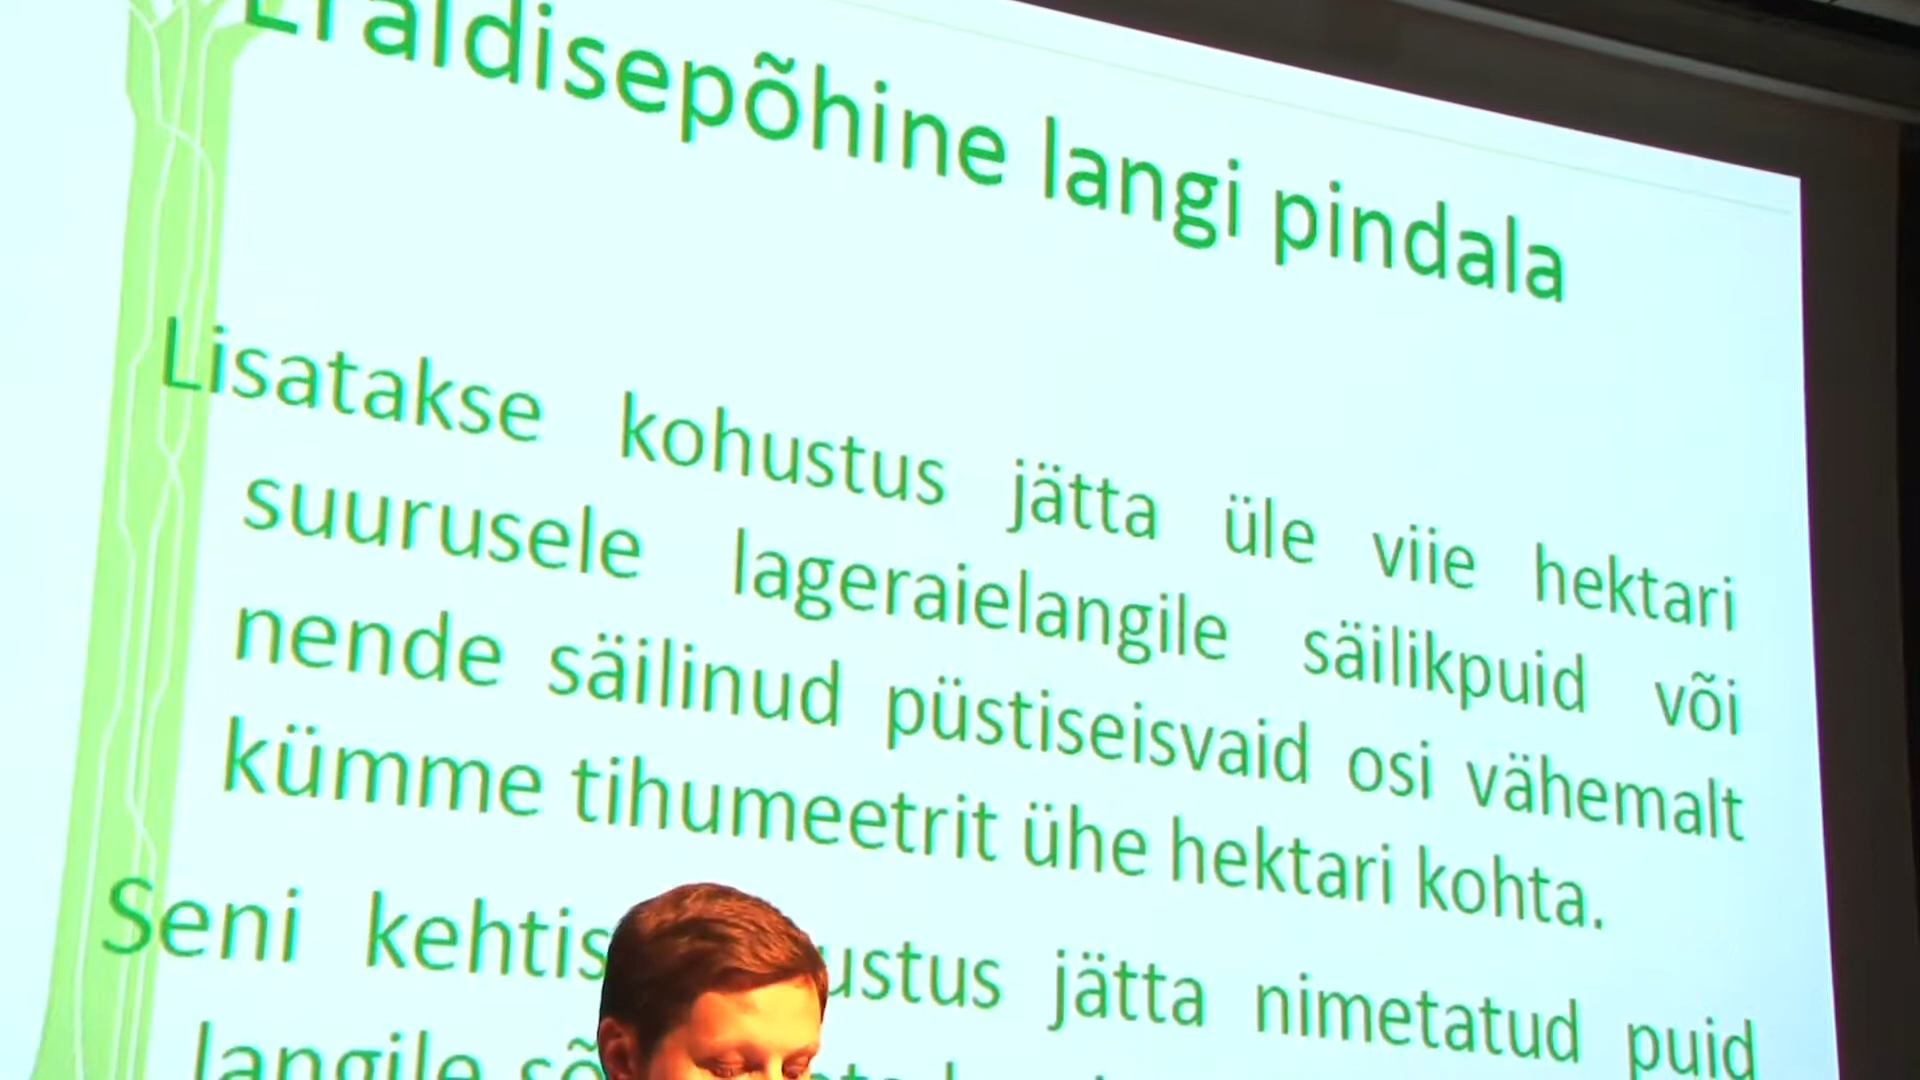 Eraldisepõhine langi pindala
Lisatakse kohustus jätta üle viie hektari
suurusele lageraielangile säilikpuid või
nende säilinud püstiseisvaid osi vähemalt
kümme tihumeetrit ühe hektari kohta.
Seni kehtis jätta nimetatud puid
langile